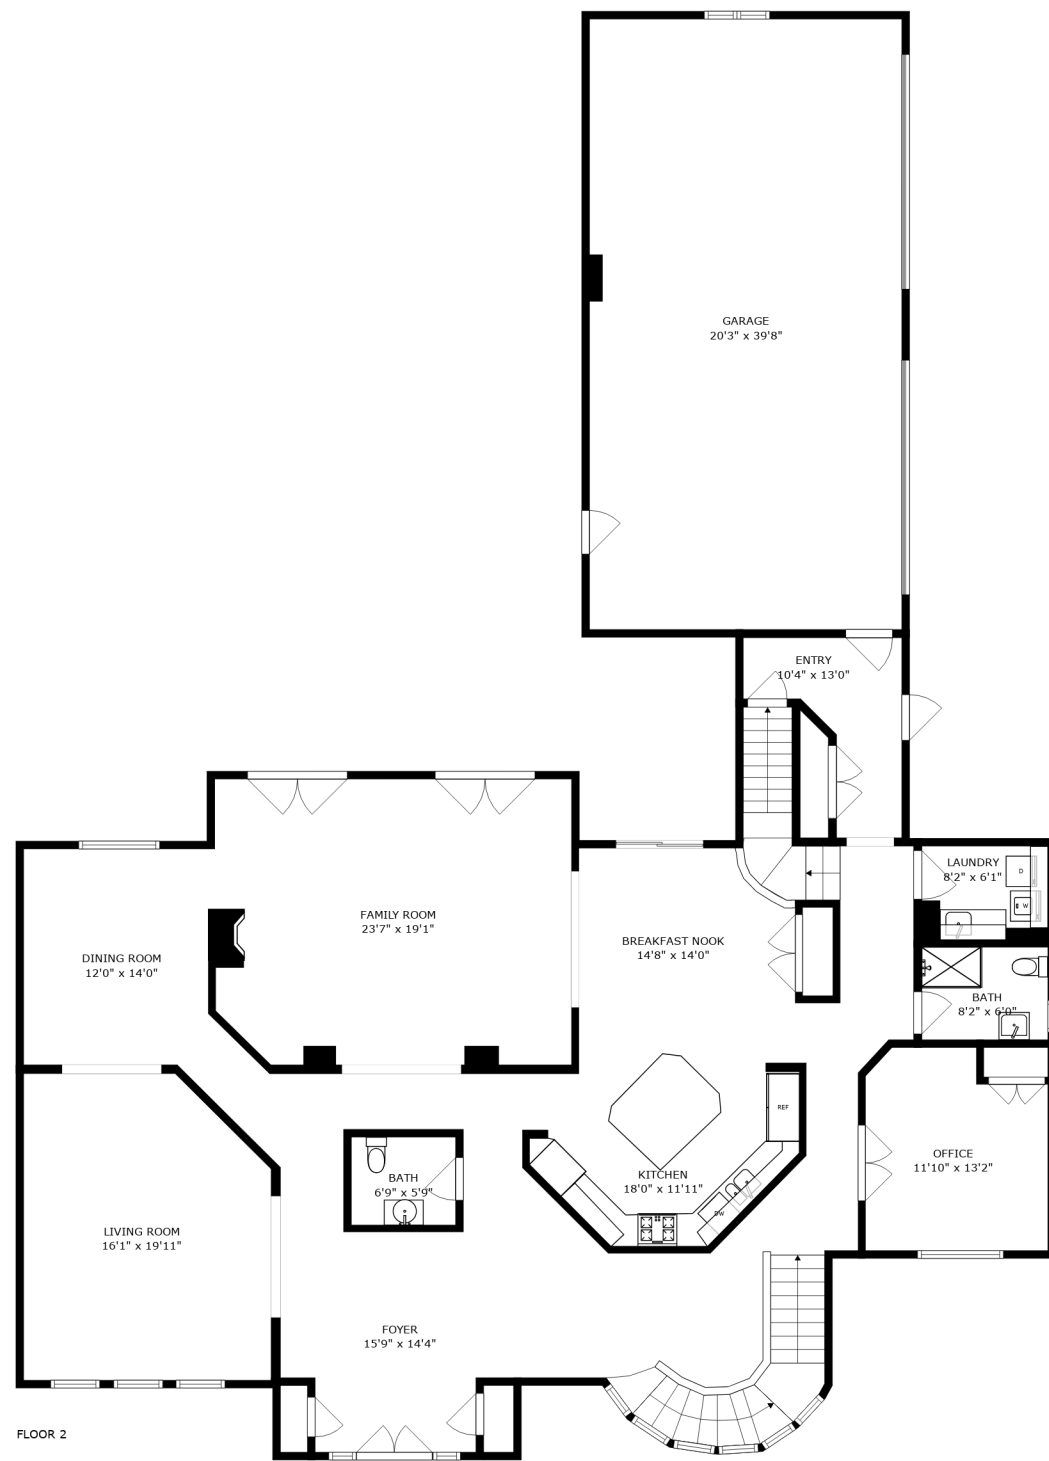 GARAGE
20'3" x 39'8"
ENTRY
10'4" x 13'0"
LAUNDRY
8'2" x 6'1"
D
W
FAMILY ROOM
23'7" x 19'1"
BREAKFAST NOOK
14'8" x 14'0"
DINING ROOM
12'0" x 14'0"
BATH
8'2" x 6'0"
REF
OFFICE
11'10" x 13'2"
KITCHEN
18'0" x 11'11"
BATH
6'9" x 5'9"
DW
LIVING ROOM
16'1" x 19'11"
FOYER
15'9" x 14'4"
FLOOR 2